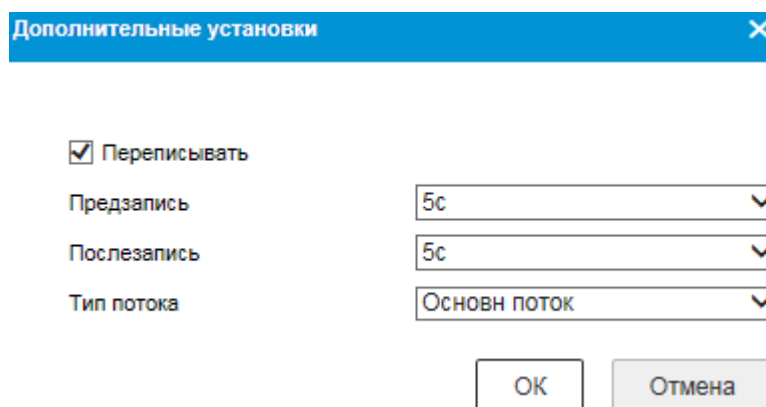 Дополнительные установки
Переписывать
Предзапись 5с
Послезапись 5с
Тип потока Основн поток
OK Отмена